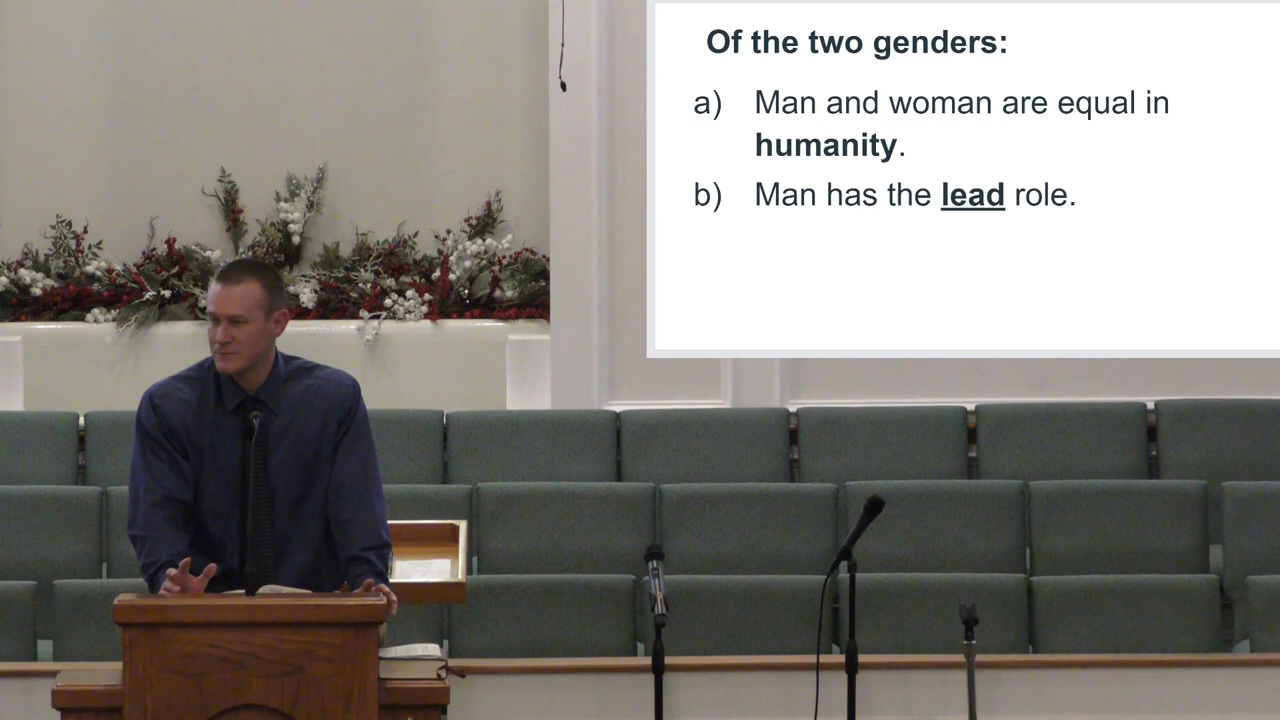 Of the two genders:
a) Man and woman are equal in
humanity.
b) Man has the lead role.